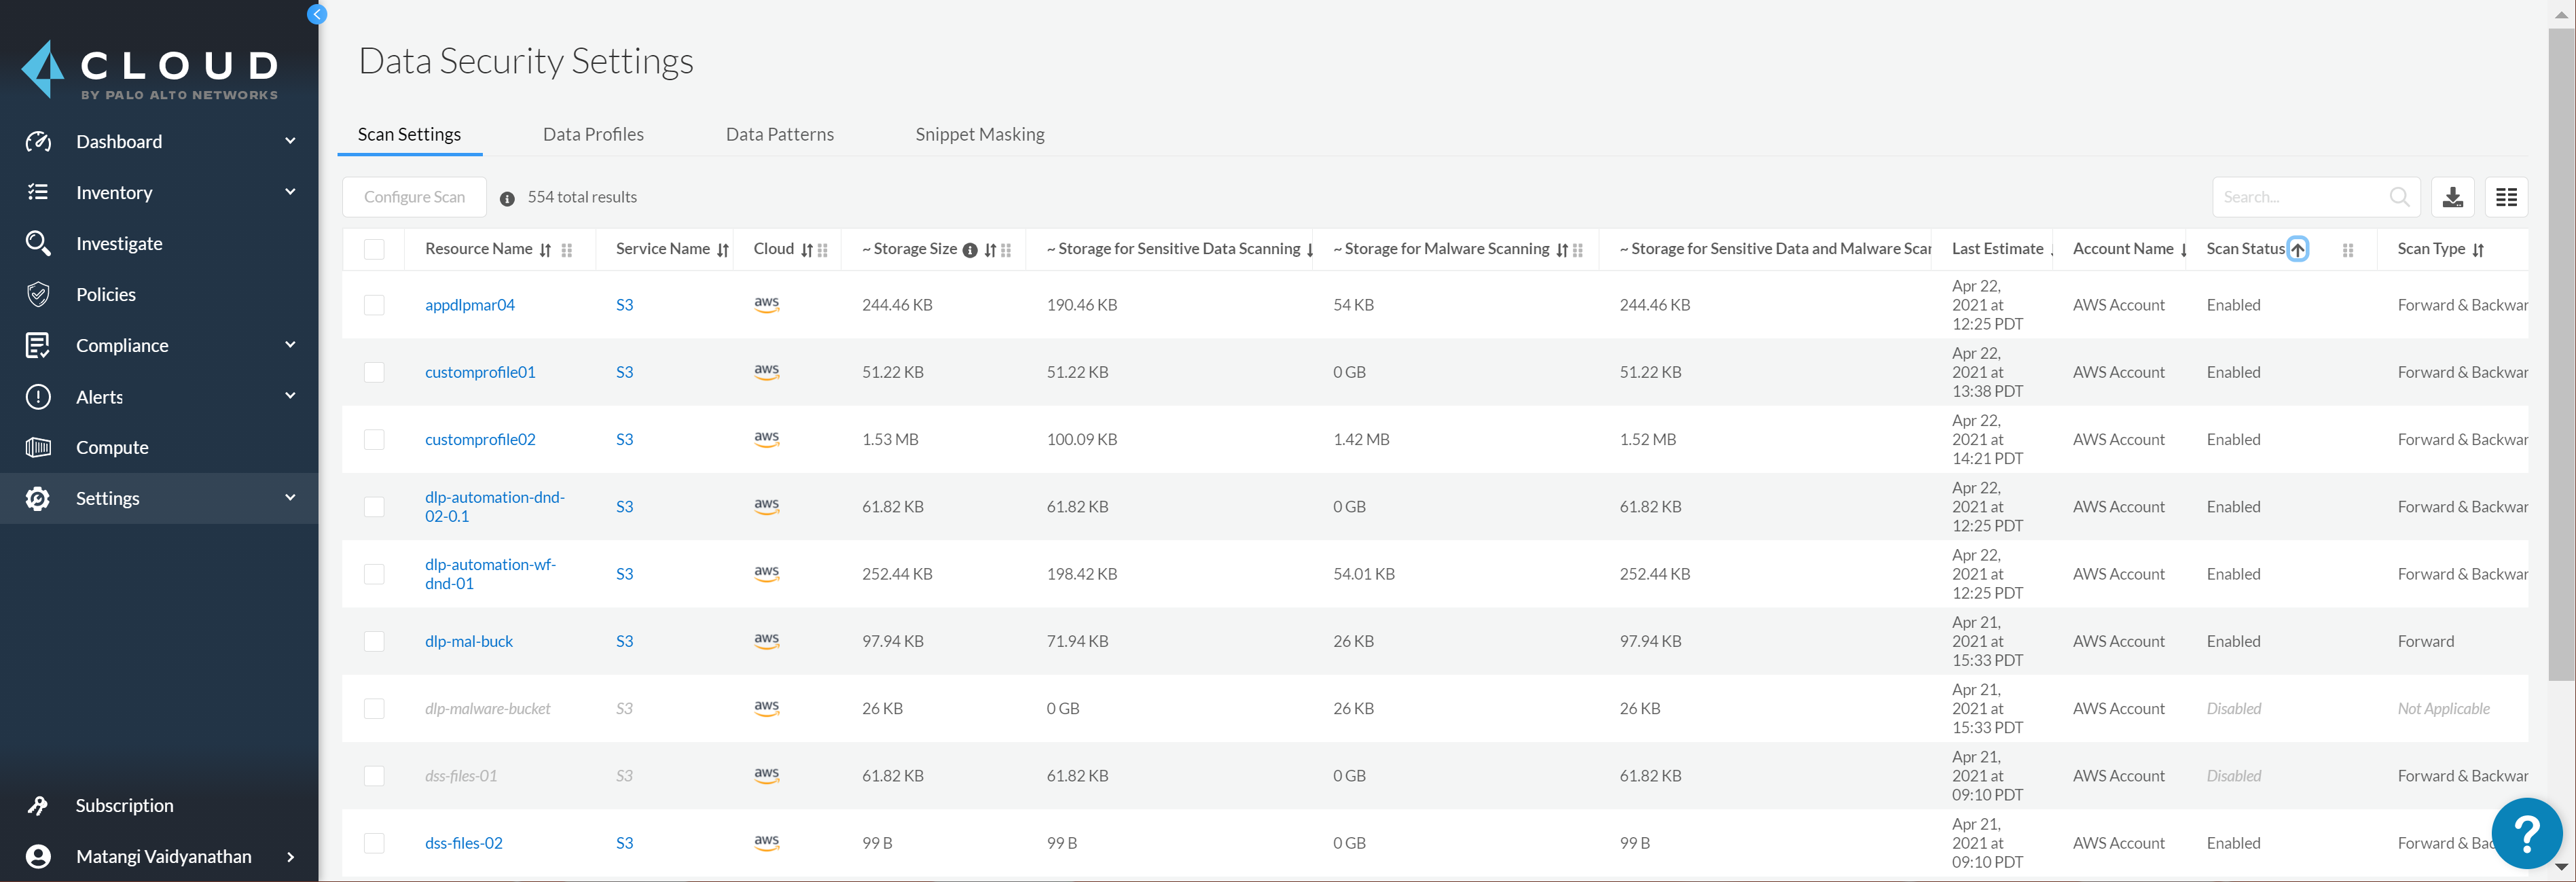 CLOUD
BY PALO ALTO NETWORKS
Dashboard
Inventory
Investigate
Policies
Compliance
Alerts
Compute
Settings
Subscription
Matangi Vaidyanathan
Data Security Settings
Scan Settings Data Profiles Data Patterns Snippet Masking
Configure Scan 554 total results Search...
Resource Name Service Name Cloud ~ Storage Size ~ Storage for Sensitive Data Scanning ~ Storage for Malware Scanning ~ Storage for Sensitive Data and Malware Scan Last Estimate Account Name Scan Status Scan Type
appdlpmar04 S3 aws 244.46 KB 190.46 KB 54 KB 244.46 KB Apr 22, 2021 at 12:25 PDT AWS Account Enabled Forward & Backwar
customprofile01 S3 aws 51.22 KB 51.22 KB 0 GB 51.22 KB Apr 22, 2021 at 13:38 PDT AWS Account Enabled Forward & Backwar
customprofile02 S3 aws 1.53 MB 100.09 KB 1.42 MB 1.52 MB Apr 22, 2021 at 14:21 PDT AWS Account Enabled Forward & Backwar
dlp-automation-dnd-02-0.1 S3 aws 61.82 KB 61.82 KB 0 GB 61.82 KB Apr 22, 2021 at 12:25 PDT AWS Account Enabled Forward & Backwar
dlp-automation-wf-dnd-01 S3 aws 252.44 KB 198.42 KB 54.01 KB 252.44 KB Apr 22, 2021 at 12:25 PDT AWS Account Enabled Forward & Backwar
dlp-mal-buck S3 aws 97.94 KB 71.94 KB 26 KB 97.94 KB Apr 21, 2021 at 15:33 PDT AWS Account Enabled Forward
dlp-malware-bucket S3 aws 26 KB 0 GB 26 KB 26 KB Apr 21, 2021 at 15:33 PDT AWS Account Disabled Not Applicable
dss-files-01 S3 aws 61.82 KB 61.82 KB 0 GB 61.82 KB Apr 21, 2021 at 09:10 PDT AWS Account Disabled Forward & Backwar
dss-files-02 S3 aws 99 B 99 B 0 GB 99 B Apr 21, 2021 at 09:10 PDT AWS Account Enabled Forward & Bac
?